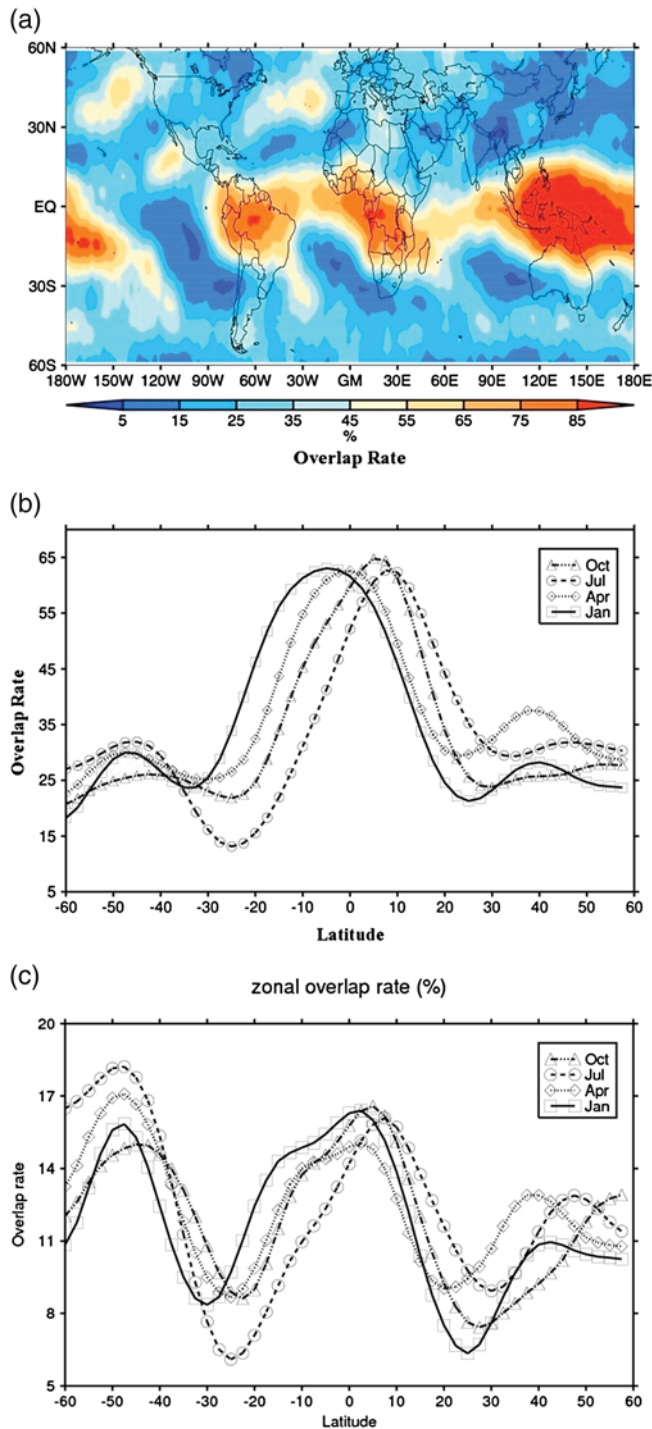 (a)
60N
30N
EQ
30S
60S
180W 150W 120W 90W 60W 30W GM 30E 60E 90E 120E 150E 180E
5 15 25 35 45 55 65 75 85
%
Overlap Rate
(b)
65
55
45
35
25
15
5
Overlap Rate
Oct
Jul
Apr
Jan
-60 -50 -40 -30 -20 -10 0 10 20 30 40 50 60
Latitude
(c)
zonal overlap rate (%)
20
17
14
11
8
5
Overlap rate
Oct
Jul
Apr
Jan
-60 -50 -40 -30 -20 -10 0 10 20 30 40 50 60
Latitude